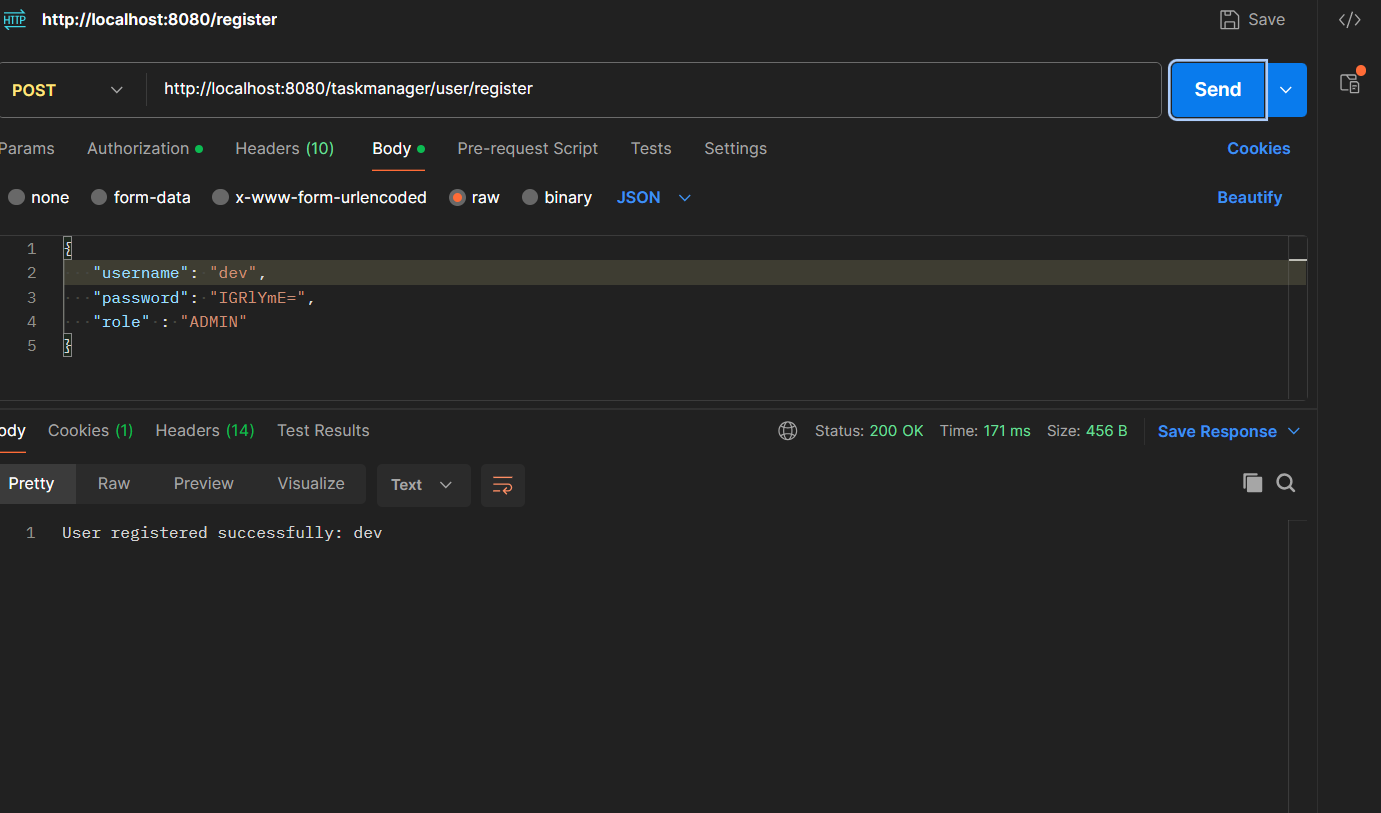 HTTP http://localhost:8080/register Save
POST http://localhost:8080/taskmanager/user/register Send
Params Authorization Headers (10) Body Pre-request Script Tests Settings Cookies
none form-data x-www-form-urlencoded raw binary JSON Beautify
1 {
2 "username": "dev",
3 "password": "IGRlYmE=",
4 "role" : "ADMIN"
5 }
ody Cookies (1) Headers (14) Test Results Status: 200 OK Time: 171 ms Size: 456 B Save Response
Pretty Raw Preview Visualize Text
1 User registered successfully: dev